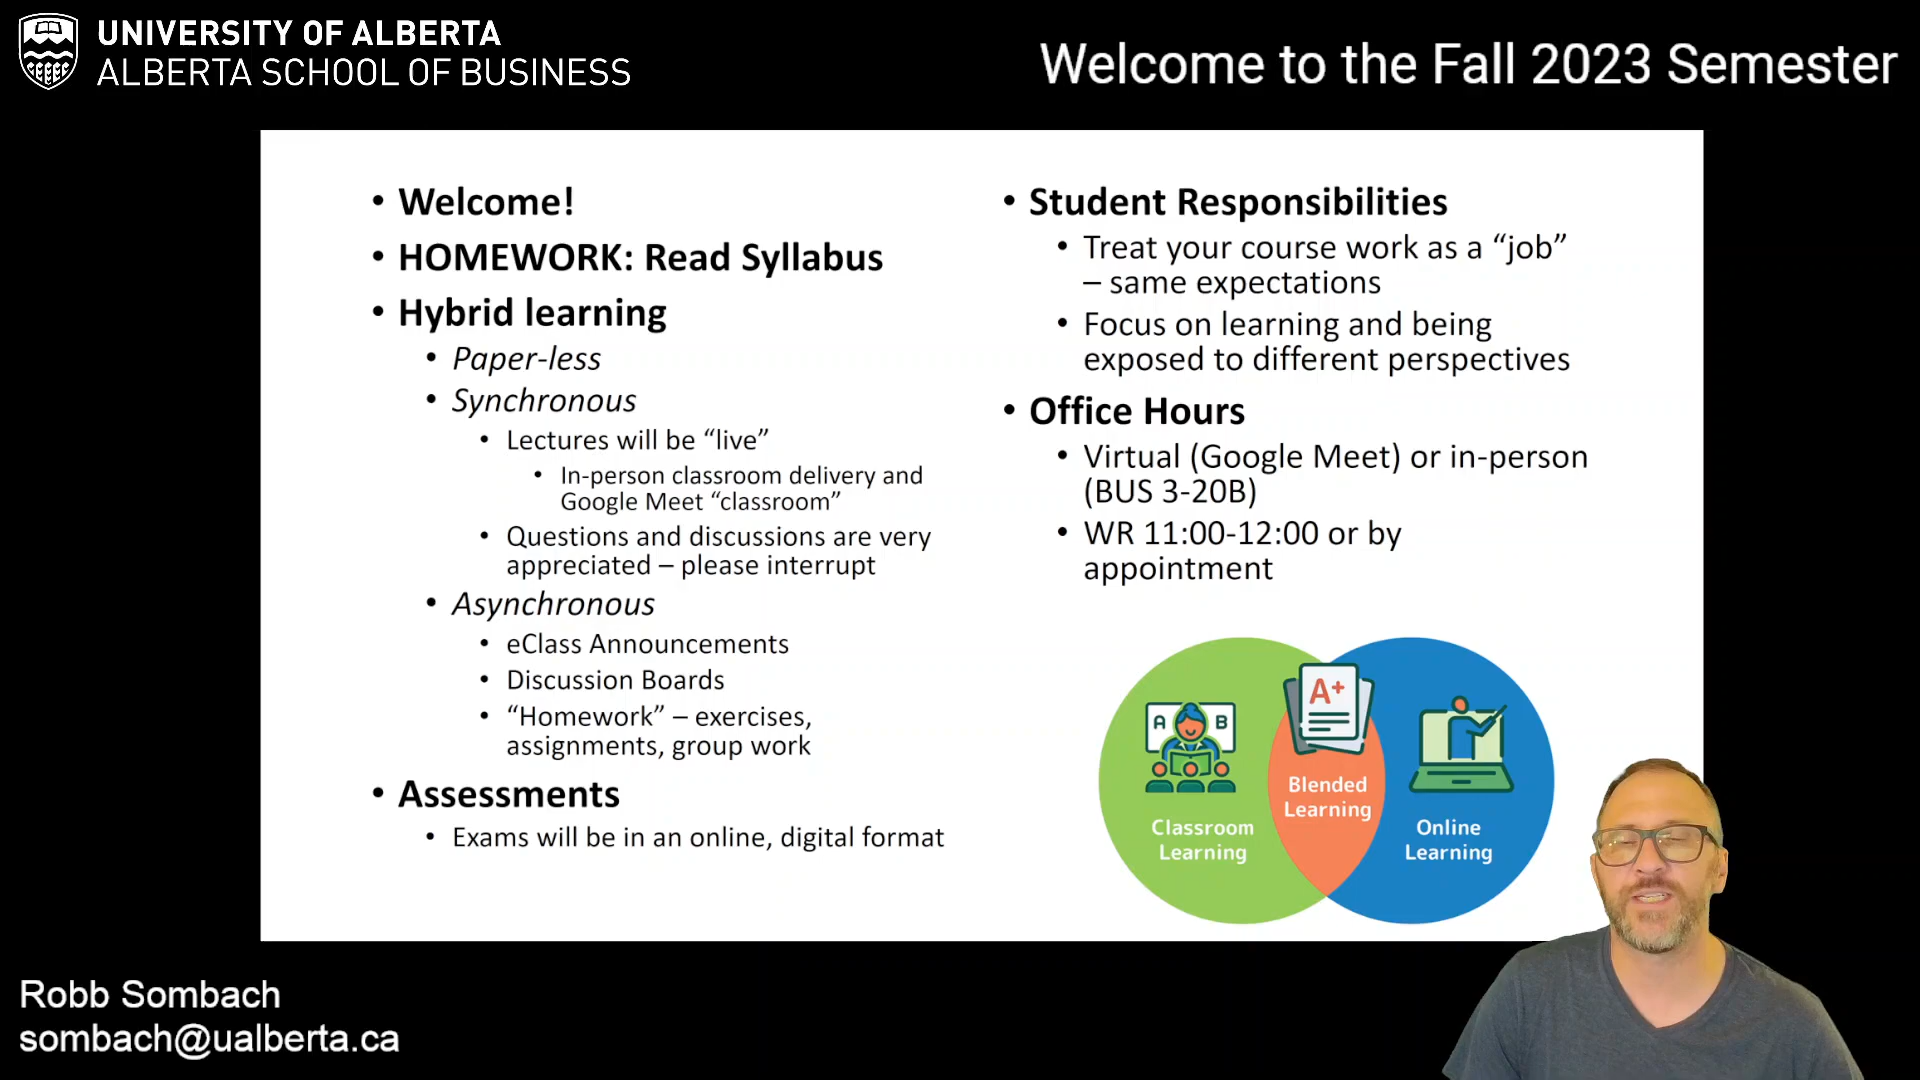 UNIVERSITY OF ALBERTA
ALBERTA SCHOOL OF BUSINESS
Welcome to the Fall 2023 Semester
• Welcome!
• HOMEWORK: Read Syllabus
• Hybrid learning
• Paper-less
• Synchronous
• Lectures will be “live”
• In-person classroom delivery and
Google Meet “classroom”
• Questions and discussions are very
appreciated – please interrupt
• Asynchronous
• eClass Announcements
• Discussion Boards
• “Homework” – exercises,
assignments, group work
• Assessments
• Exams will be in an online, digital format
• Student Responsibilities
• Treat your course work as a “job”
– same expectations
• Focus on learning and being
exposed to different perspectives
• Office Hours
• Virtual (Google Meet) or in-person
(BUS 3-20B)
• WR 11:00-12:00 or by
appointment
A B
Classroom
Learning
A+
Blended
Learning
Online
Learning
Robb Sombach
sombach@ualberta.ca